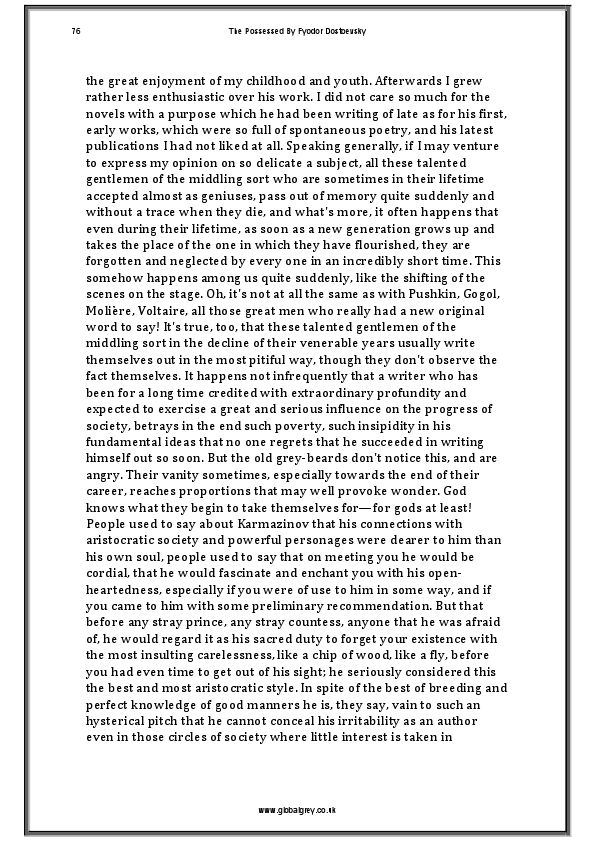 76
The Possessed By Fyodor Dostoevsky
the great enjoyment of my childhood and youth. Afterwards I grew
rather less enthusiastic over his work. I did not care so much for the
novels with a purpose which he had been writing of late as for his first,
early works, which were so full of spontaneous poetry, and his latest
publications I had not liked at all. Speaking generally, if I may venture
to express my opinion on so delicate a subject, all these talented
gentlemen of the middling sort who are sometimes in their lifetime
accepted almost as geniuses, pass out of memory quite suddenly and
without a trace when they die, and what's more, it often happens that
even during their lifetime, as soon as a new generation grows up and
takes the place of the one in which they have flourished, they are
forgotten and neglected by every one in an incredibly short time. This
somehow happens among us quite suddenly, like the shifting of the
scenes on the stage. Oh, it's not at all the same as with Pushkin, Gogol,
Molière, Voltaire, all those great men who really had a new original
word to say! It's true, too, that these talented gentlemen of the
middling sort in the decline of their venerable years usually write
themselves out in the most pitiful way, though they don't observe the
fact themselves. It happens not infrequently that a writer who has
been for a long time credited with extraordinary profundity and
expected to exercise a great and serious influence on the progress of
society, betrays in the end such poverty, such insipidity in his
fundamental ideas that no one regrets that he succeeded in writing
himself out so soon. But the old grey-beards don't notice this, and are
angry. Their vanity sometimes, especially towards the end of their
career, reaches proportions that may well provoke wonder. God
knows what they begin to take themselves for—for gods at least!
People used to say about Karmazinov that his connections with
aristocratic society and powerful personages were dearer to him than
his own soul, people used to say that on meeting you he would be
cordial, that he would fascinate and enchant you with his open-
heartedness, especially if you were of use to him in some way, and if
you came to him with some preliminary recommendation. But that
before any stray prince, any stray countess, anyone that he was afraid
of, he would regard it as his sacred duty to forget your existence with
the most insulting carelessness, like a chip of wood, like a fly, before
you had even time to get out of his sight; he seriously considered this
the best and most aristocratic style. In spite of the best of breeding and
perfect knowledge of good manners he is, they say, vain to such an
hysterical pitch that he cannot conceal his irritability as an author
even in those circles of society where little interest is taken in
www.globalgrey.co.uk